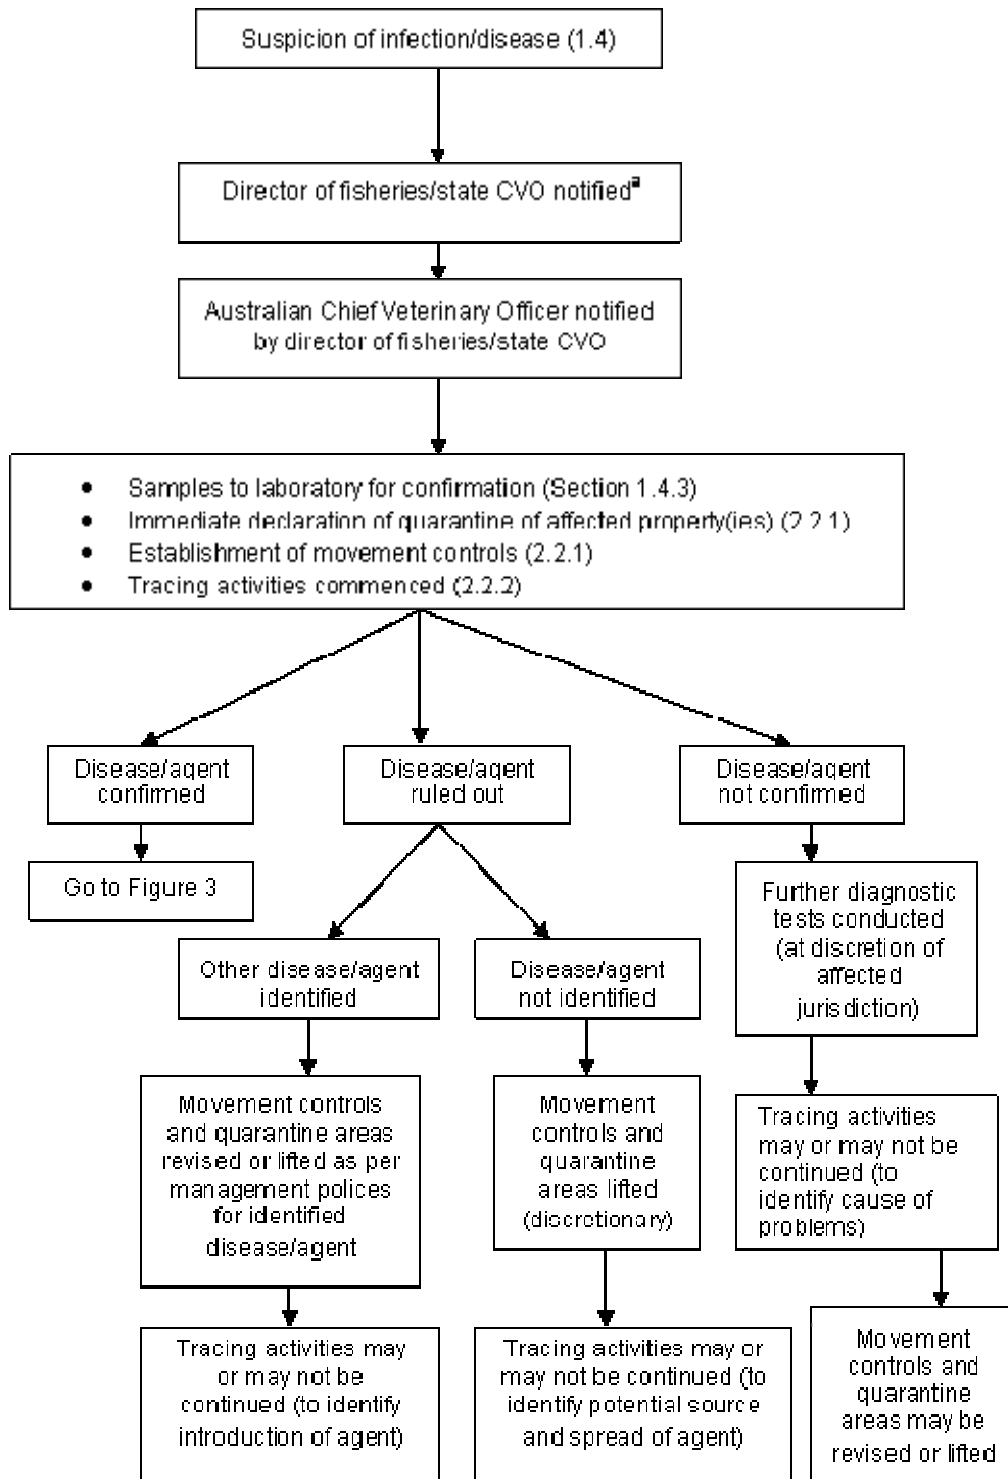 Suspicion of infection/disease (1.4)
Director of fisheries/state CVO notifiedª
Australian Chief Veterinary Officer notified
by director of fisheries/state CVO
• Samples to laboratory for confirmation (Section 1.4.3)
• Immediate declaration of quarantine of affected property(ies) (2.2.1)
• Establishment of movement controls (2.2.1)
• Tracing activities commenced (2.2.2)
Disease/agent
confirmed
Disease/agent
ruled out
Disease/agent
not confirmed
Go to Figure 3
Further diagnostic
tests conducted
(at discretion of
affected
jurisdiction)
Other disease/agent
identified
Disease/agent
not identified
Movement controls
and quarantine areas
revised or lifted as per
management polices
for identified
disease/agent
Movement
controls and
quarantine
areas lifted
(discretionary)
Tracing activities
may or may not be
continued (to
identify cause of
problems)
Tracing activities may
or may not be
continued (to identify
introduction of agent)
Tracing activities may or
may not be continued (to
identify potential source
and spread of agent)
Movement
controls and
quarantine
areas may be
revised or lifted